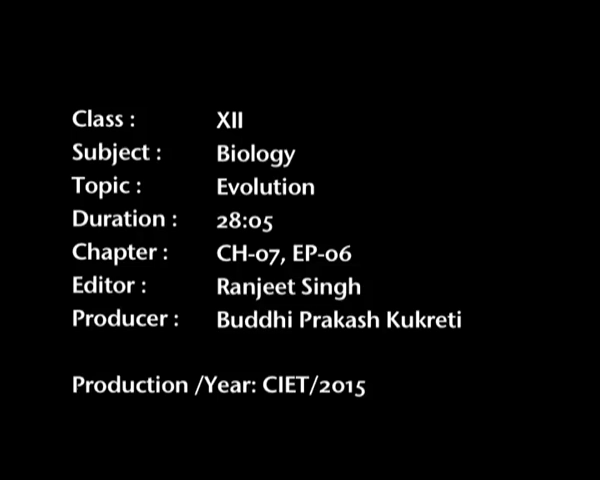 Class : XII
Subject : Biology
Topic : Evolution
Duration : 28:05
Chapter : CH-07, EP-06
Editor : Ranjeet Singh
Producer : Buddhi Prakash Kukreti
Production /Year: CIET/2015